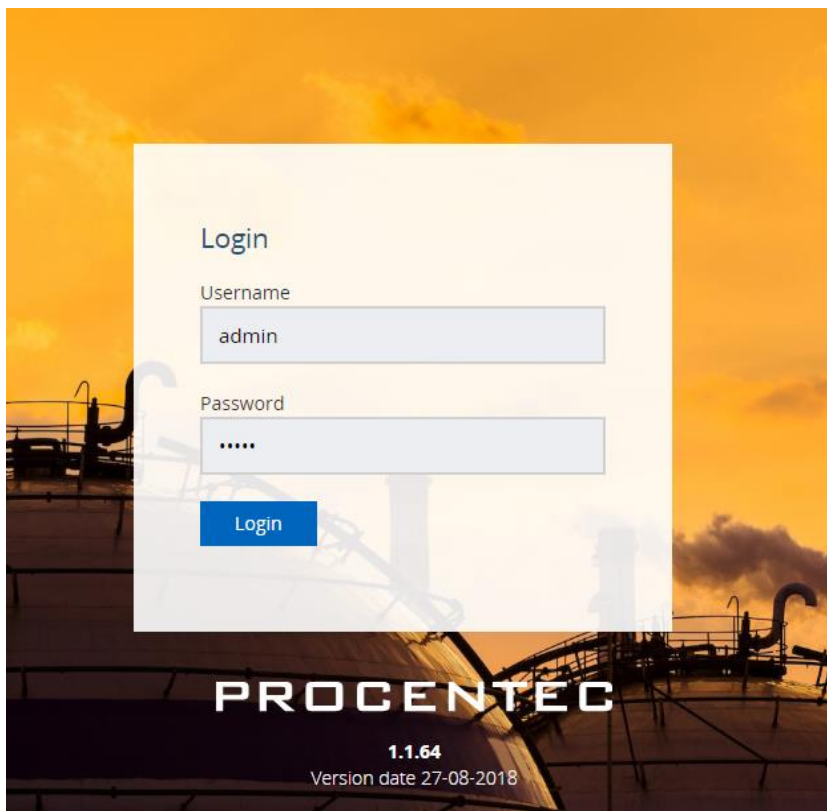 Login
Username
admin
Password
•••••
Login
PROCENTEC
1.1.64
Version date 27-08-2018